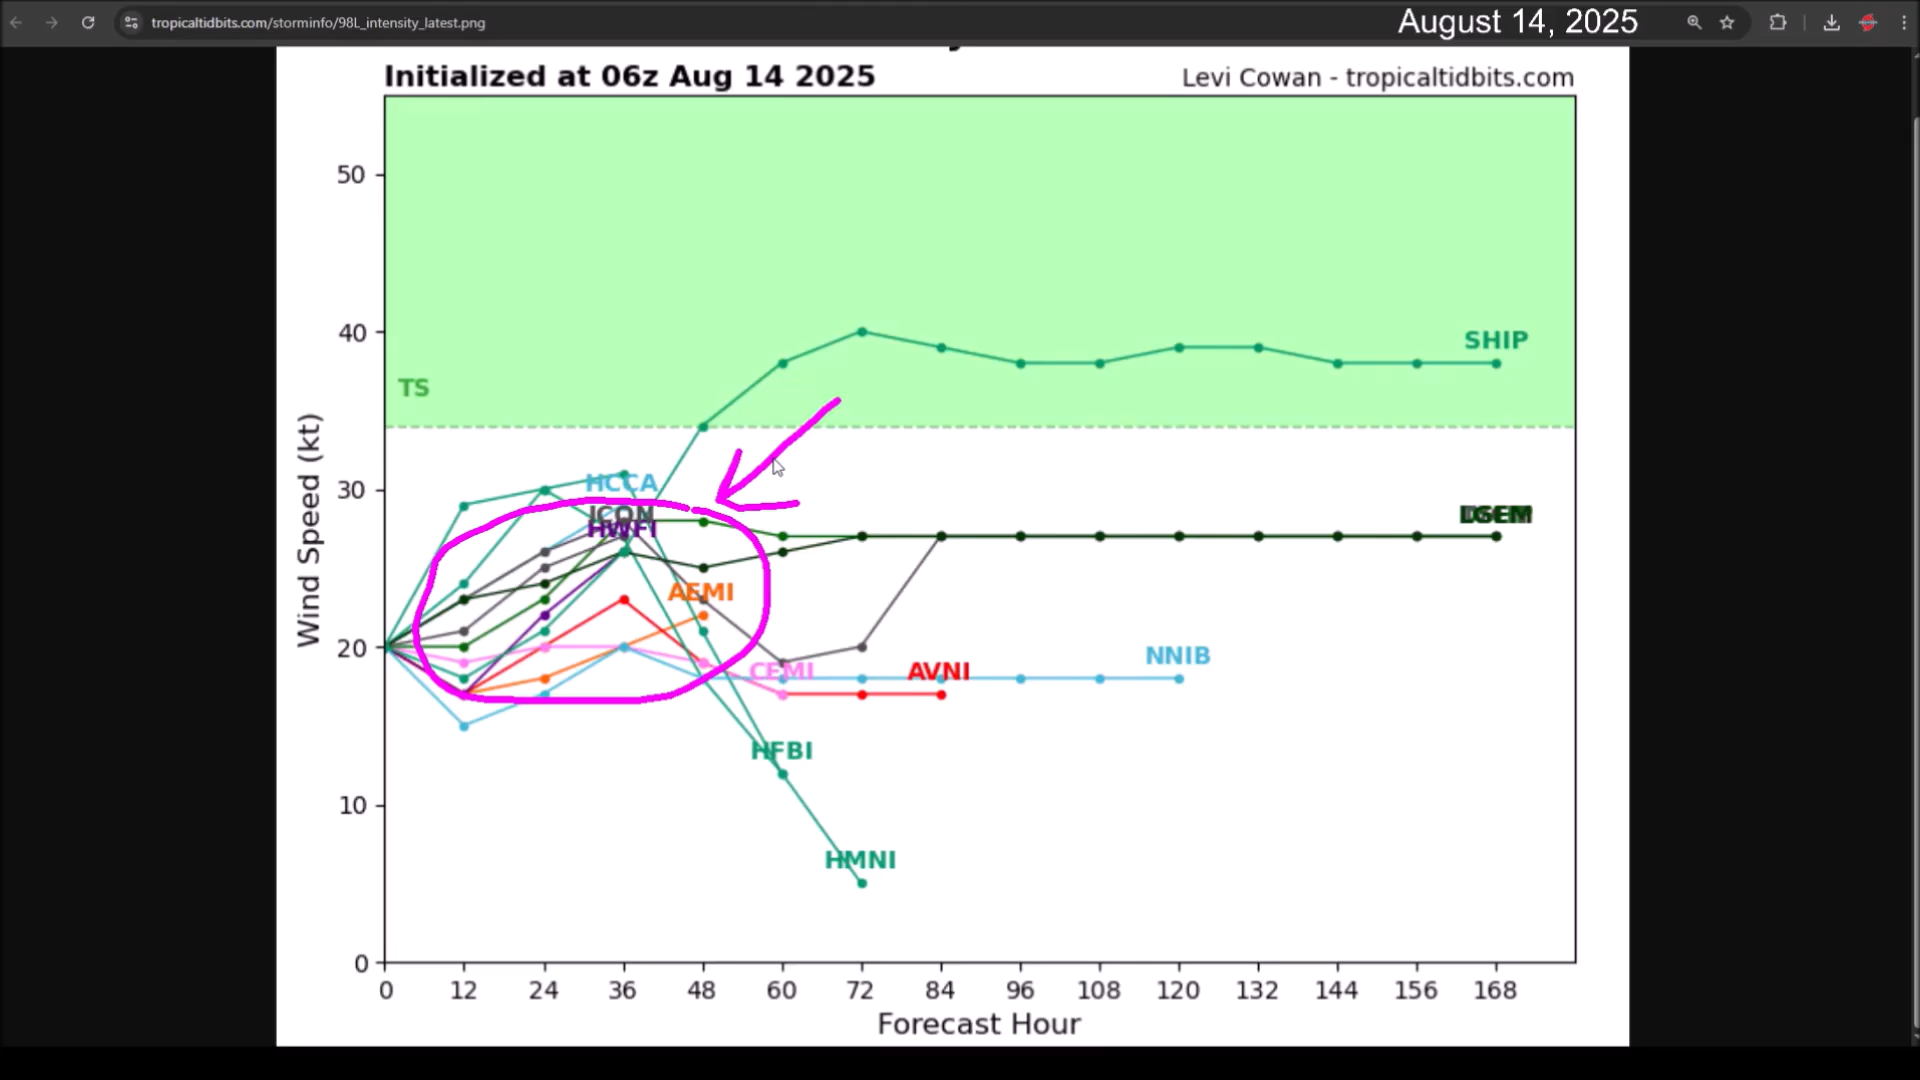 tropicaltidbits.com/storminfo/98L_intensity_latest.png
August 14, 2025
Initialized at 06z Aug 14 2025
Levi Cowan - tropicaltidbits.com
50
40
SHIP
TS
Wind Speed (kt)
30
HCCA
ICON
HWFI
LGEM
AEMI
20
CEMI
AVNI
NNIB
HFBI
10
HMNI
0
0 12 24 36 48 60 72 84 96 108 120 132 144 156 168
Forecast Hour